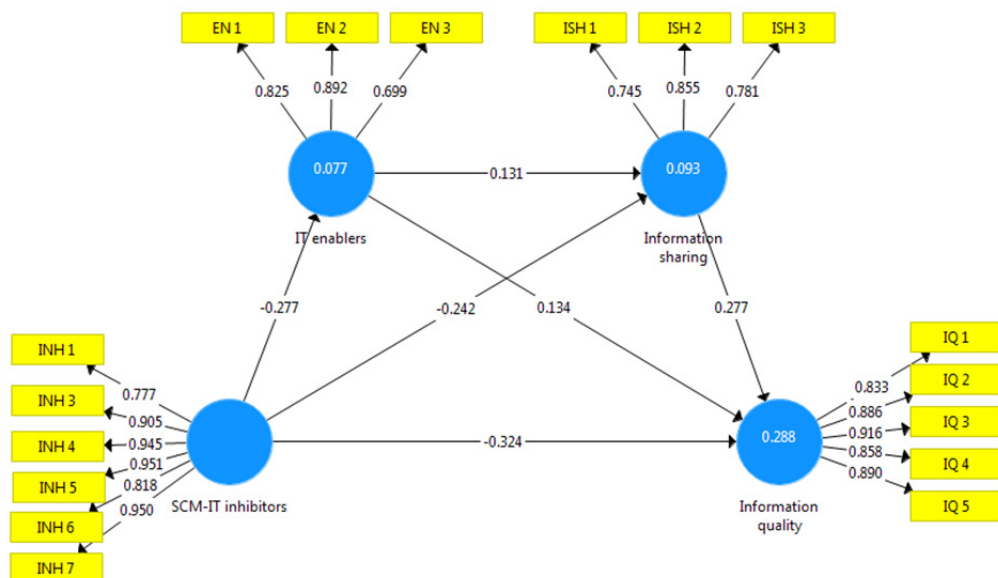 EN 1 EN 2 EN 3 ISH 1 ISH 2 ISH 3
0.825 0.892 0.699 0.745 0.855 0.781
0.077 0.131 0.093
IT enablers
Information
sharing
-0.277 -0.242 0.134 0.277
INH 1
INH 3
INH 4
INH 5
INH 6
INH 7
0.777
0.905
0.945
0.951
0.818
0.950
SCM-IT inhibitors
-0.324
0.288
Information
quality
0.833
0.886
0.916
0.858
0.890
IQ 1
IQ 2
IQ 3
IQ 4
IQ 5